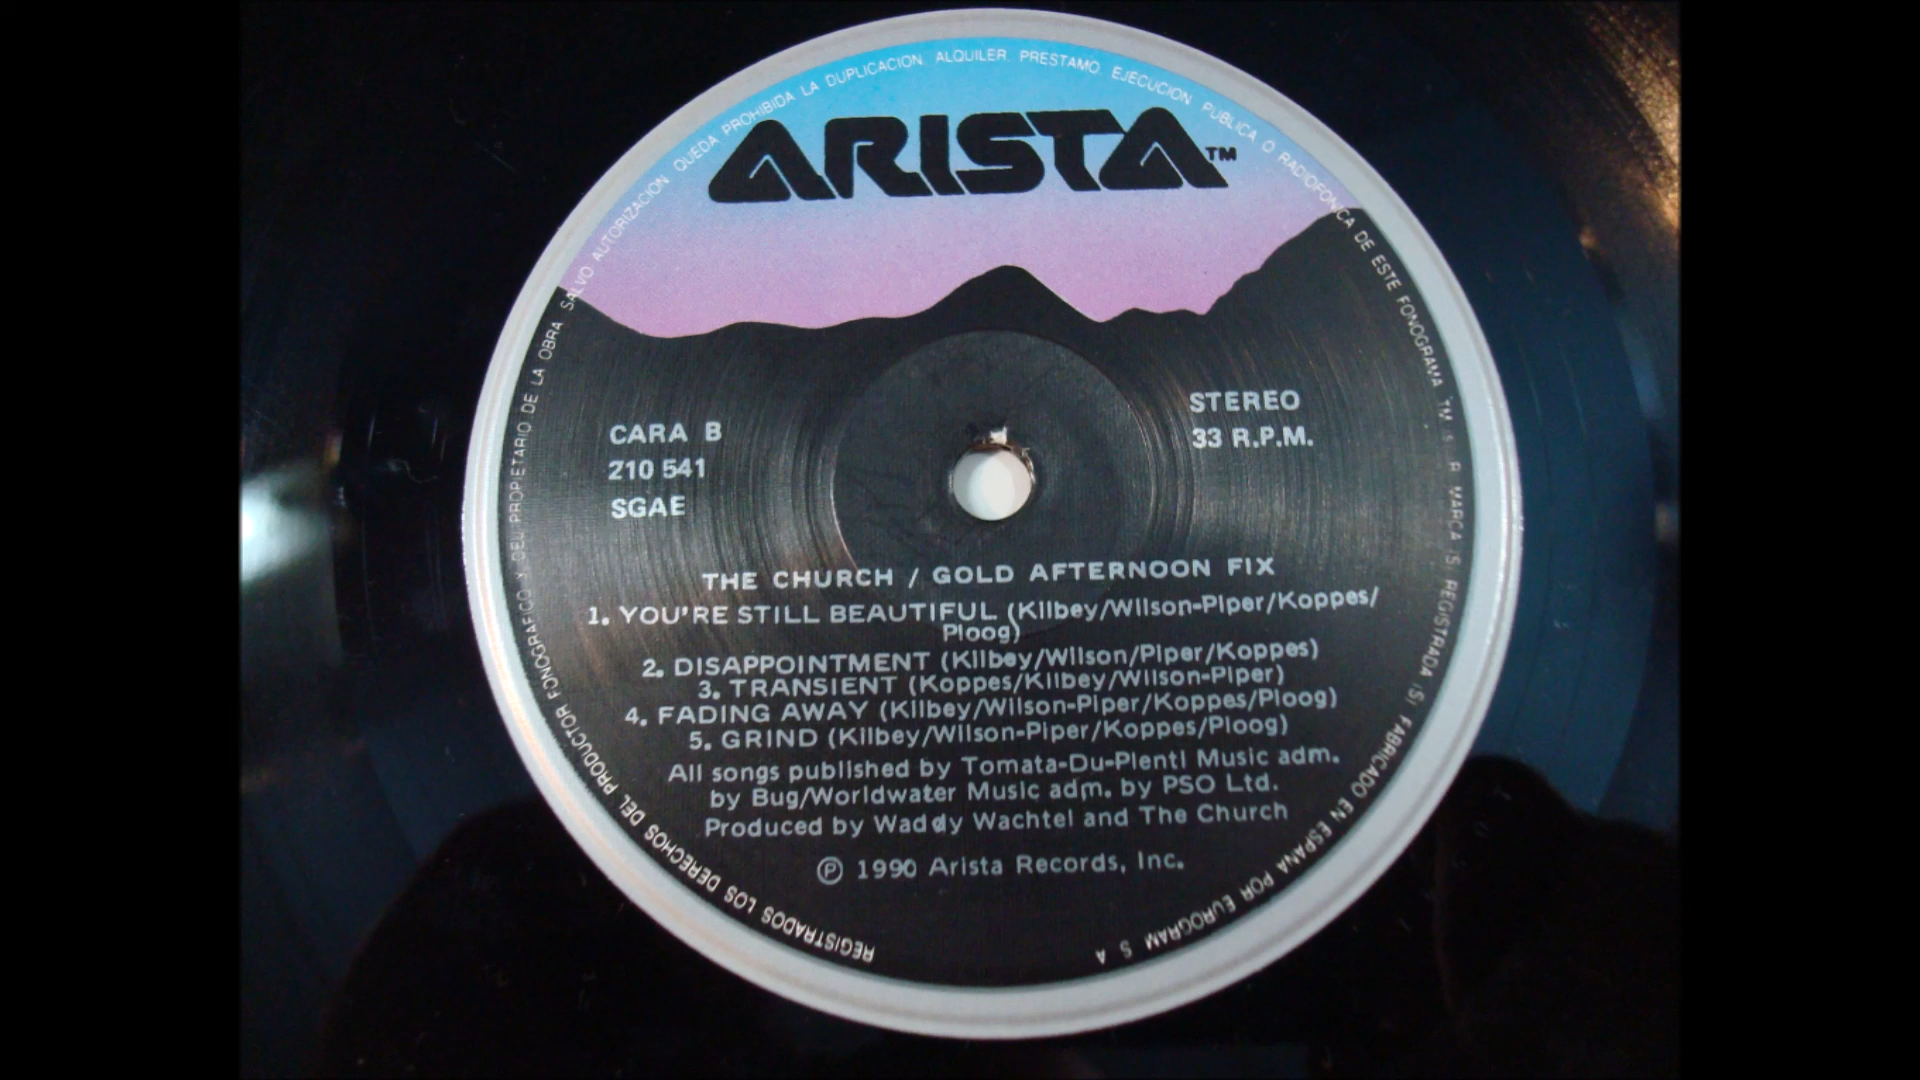 ARISTA™
CARA B
210 541
SGAE
STEREO
33 R.P.M.
THE CHURCH / GOLD AFTERNOON FIX
1. YOU'RE STILL BEAUTIFUL (Kilbey/Wilson-Piper/Koppes/
Ploog)
2. DISAPPOINTMENT (Kilbey/Wilson/Piper/Koppes)
3. TRANSIENT (Koppes/Kilbey/Wilson-Piper)
4. FADING AWAY (Kilbey/Wilson-Piper/Koppes/Ploog)
5. GRIND (Kilbey/Wilson-Piper/Koppes/Ploog)
All songs published by Tomata-Du-Plenti Music adm.
by Bug/Worldwater Music adm. by PSO Ltd.
Produced by Waddy Wachtel and The Church
Ⓟ 1990 Arista Records, Inc.
REGISTRADOS LOS DERECHOS DEL PRODUCTOR FONOGRAFICO Y DEL PROPIETARIO DE LA OBRA SALVO AUTORIZACION QUEDA PROHIBIDA LA DUPLICACION. ALQUILER. PRESTAMO. EJECUCION PUBLICA O RADIOFONICA DE ESTE FONOGRAMA TM S R MARCA (S) REGISTRADA (S) FABRICADO EN ESPAÑA POR EUROGRAM S A